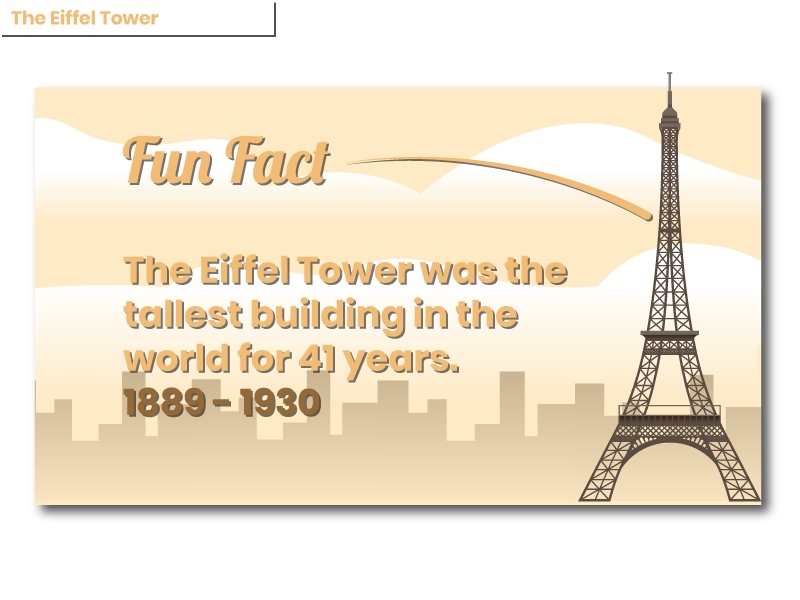 The Eiffel Tower
Fun Fact
The Eiffel Tower was the
tallest building in the
world for 41 years.
1889 – 1930